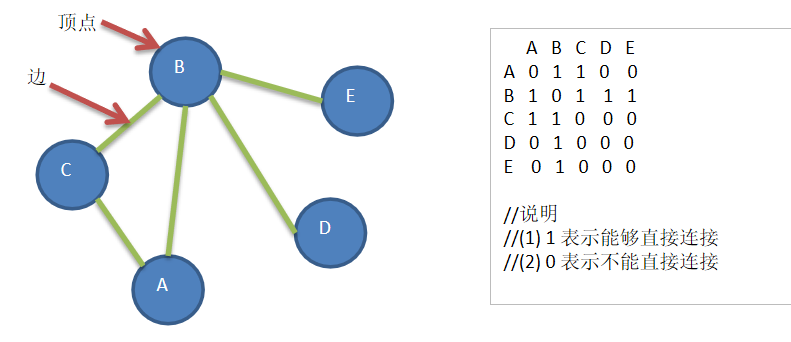 顶点
边
B
E
C
D
A
A B C D E
A 0 1 1 0 0
B 1 0 1 1 1
C 1 1 0 0 0
D 0 1 0 0 0
E 0 1 0 0 0
//说明
//(1) 1 表示能够直接连接
//(2) 0 表示不能直接连接